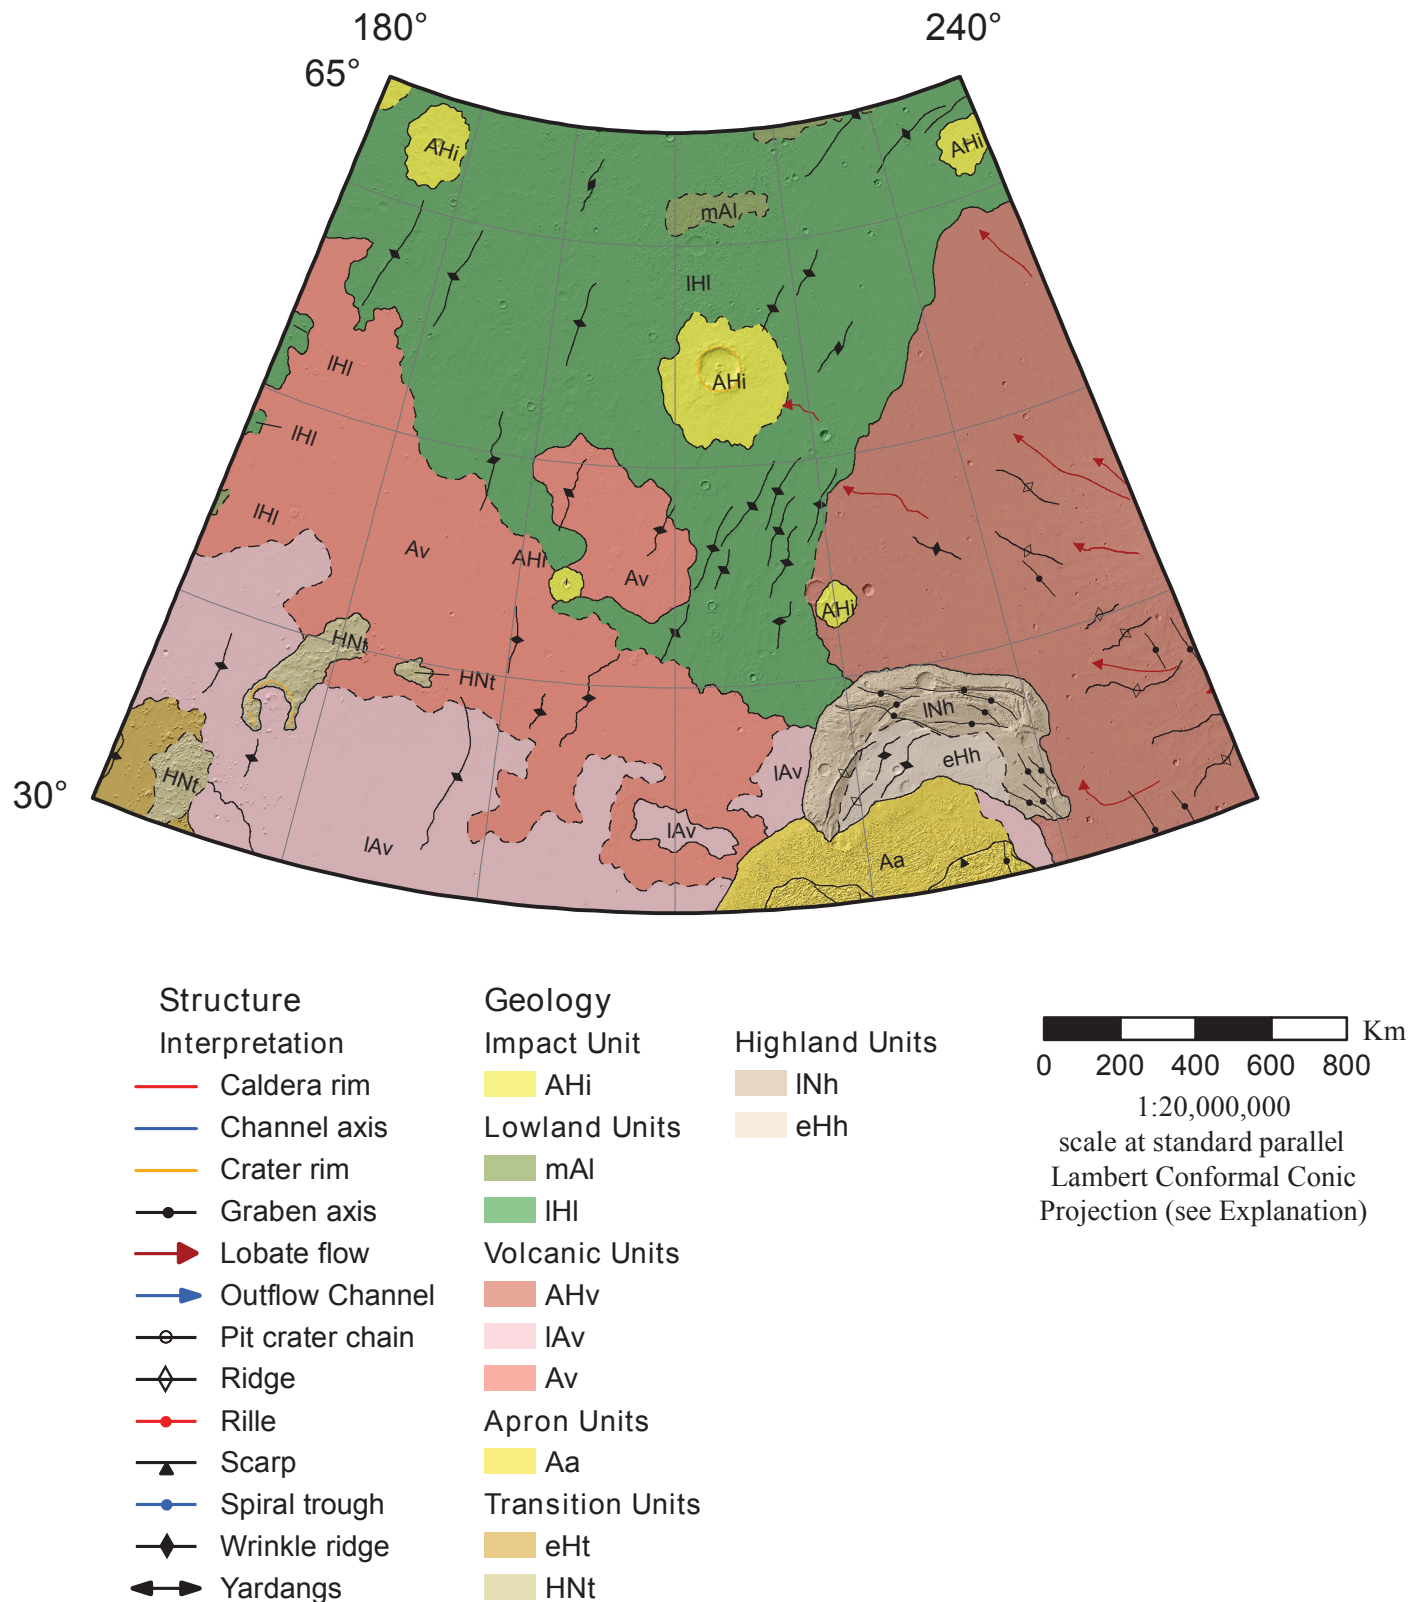 180°
240°
65°
AHi
AHi
mAl
lHl
lHl
AHi
lHl
lHl
Av
AHi
Av
AHi
HNt
HNt
lNh
eHh
lAv
HNt
30°
lAv
lAv
Aa
Structure
Interpretation
Caldera rim
Channel axis
Crater rim
Graben axis
Lobate flow
Outflow Channel
Pit crater chain
Ridge
Rille
Scarp
Spiral trough
Wrinkle ridge
Yardangs
Geology
Impact Unit
AHi
Lowland Units
mAl
lHl
Volcanic Units
AHv
lAv
Av
Apron Units
Aa
Transition Units
eHt
HNt
Highland Units
lNh
eHh
Km
0 200 400 600 800
1:20,000,000
scale at standard parallel
Lambert Conformal Conic
Projection (see Explanation)